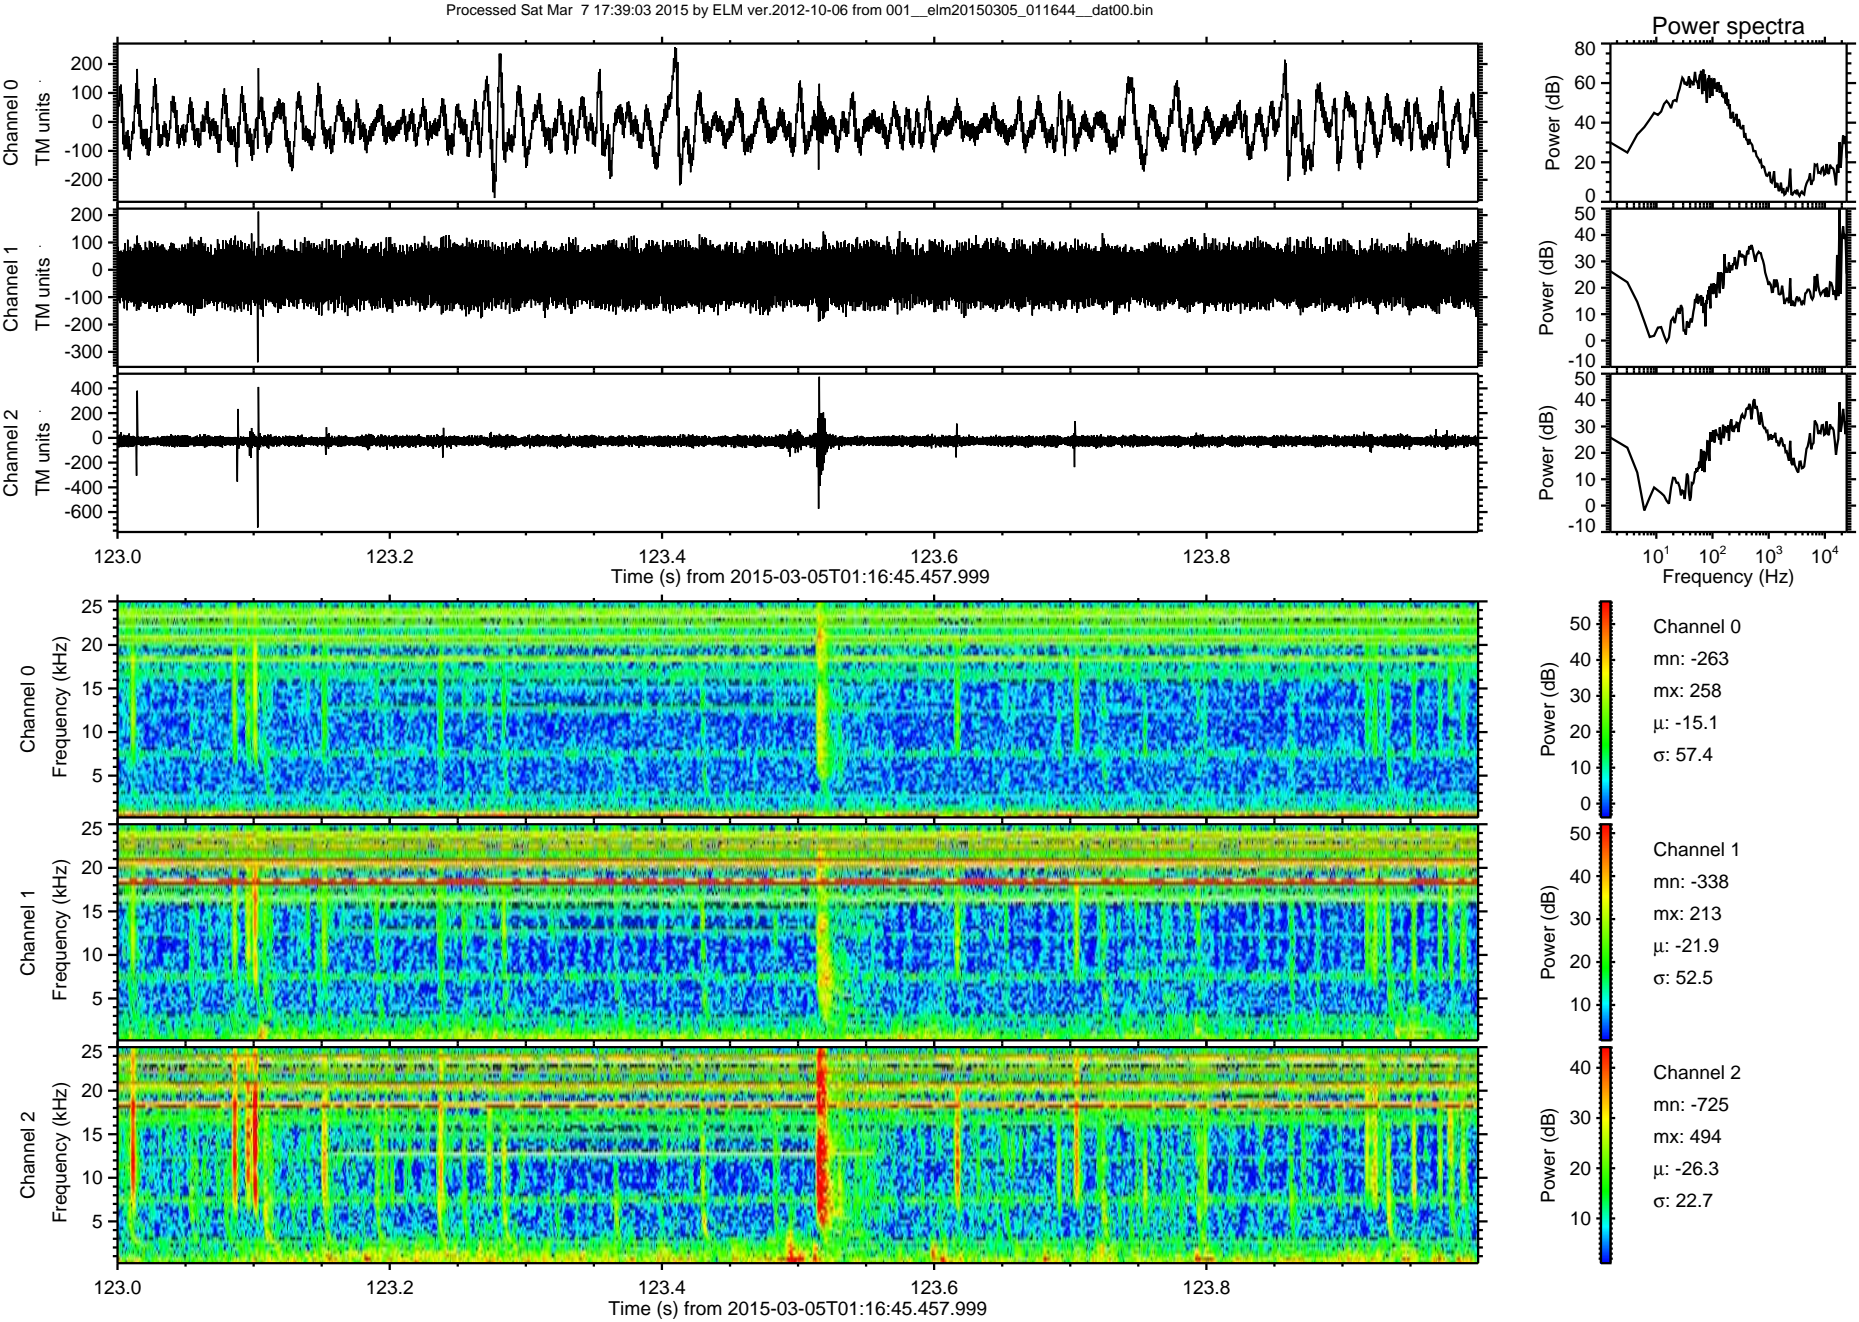 Processed Sat Mar 7 17:39:03 2015 by ELM ver.2012-10-06 from 001__elm20150305_011644__dat00.bin
Power spectra
Channel 0
TM units
200
100
0
-100
-200
Power (dB)
80
60
40
20
0
Channel 1
TM units
200
100
0
-100
-200
-300
Power (dB)
50
40
30
20
10
0
-10
Channel 2
TM units
400
200
0
-200
-400
-600
Power (dB)
50
40
30
20
10
0
-10
123.0 123.2 123.4 123.6 123.8
Time (s) from 2015-03-05T01:16:45.457.999
10¹ 10² 10³ 10⁴
Frequency (Hz)
Channel 0
Frequency (kHz)
25
20
15
10
5
Power (dB)
50
40
30
20
10
0
Channel 0
mn: -263
mx: 258
μ: -15.1
σ: 57.4
Channel 1
Frequency (kHz)
25
20
15
10
5
Power (dB)
50
40
30
20
10
Channel 1
mn: -338
mx: 213
μ: -21.9
σ: 52.5
Channel 2
Frequency (kHz)
25
20
15
10
5
Power (dB)
40
30
20
10
Channel 2
mn: -725
mx: 494
μ: -26.3
σ: 22.7
123.0 123.2 123.4 123.6 123.8
Time (s) from 2015-03-05T01:16:45.457.999